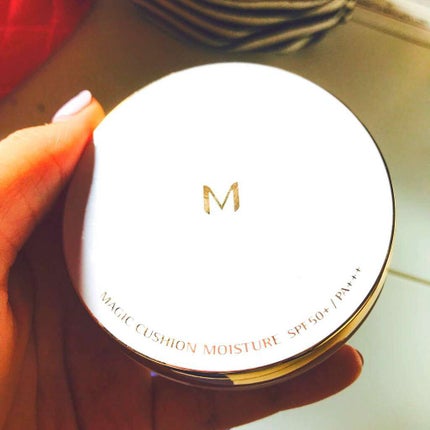 M
MAGIC CUSHION MOISTURE SPF50+ / PA+++